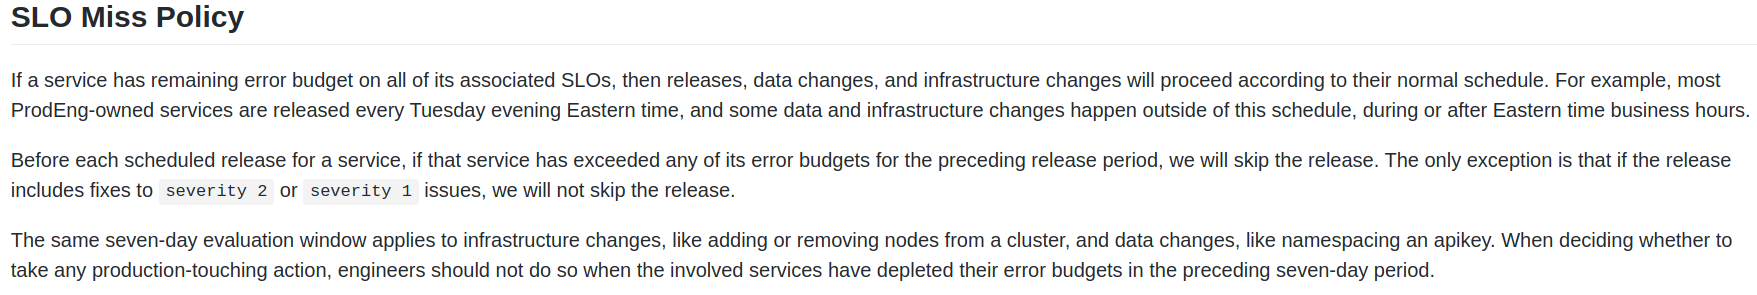 SLO Miss Policy
If a service has remaining error budget on all of its associated SLOs, then releases, data changes, and infrastructure changes will proceed according to their normal schedule. For example, most
ProdEng-owned services are released every Tuesday evening Eastern time, and some data and infrastructure changes happen outside of this schedule, during or after Eastern time business hours.
Before each scheduled release for a service, if that service has exceeded any of its error budgets for the preceding release period, we will skip the release. The only exception is that if the release
includes fixes to severity 2 or severity 1 issues, we will not skip the release.
The same seven-day evaluation window applies to infrastructure changes, like adding or removing nodes from a cluster, and data changes, like namespacing an apikey. When deciding whether to
take any production-touching action, engineers should not do so when the involved services have depleted their error budgets in the preceding seven-day period.